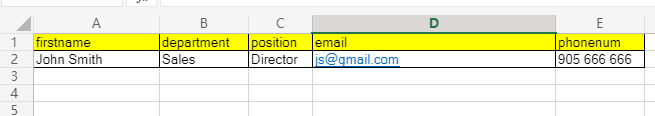 A B C D E
1 firstname department position email phonenum
2 John Smith Sales Director js@gmail.com 905 666 666
3
4
5